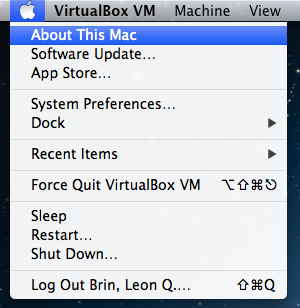 VirtualBox VM Machine View
About This Mac
Software Update...
App Store...
System Preferences...
Dock ▶
Recent Items ▶
Force Quit VirtualBox VM ⌥⇧⌘⎋
Sleep
Restart...
Shut Down...
Log Out Brin, Leon Q.... ⇧⌘Q